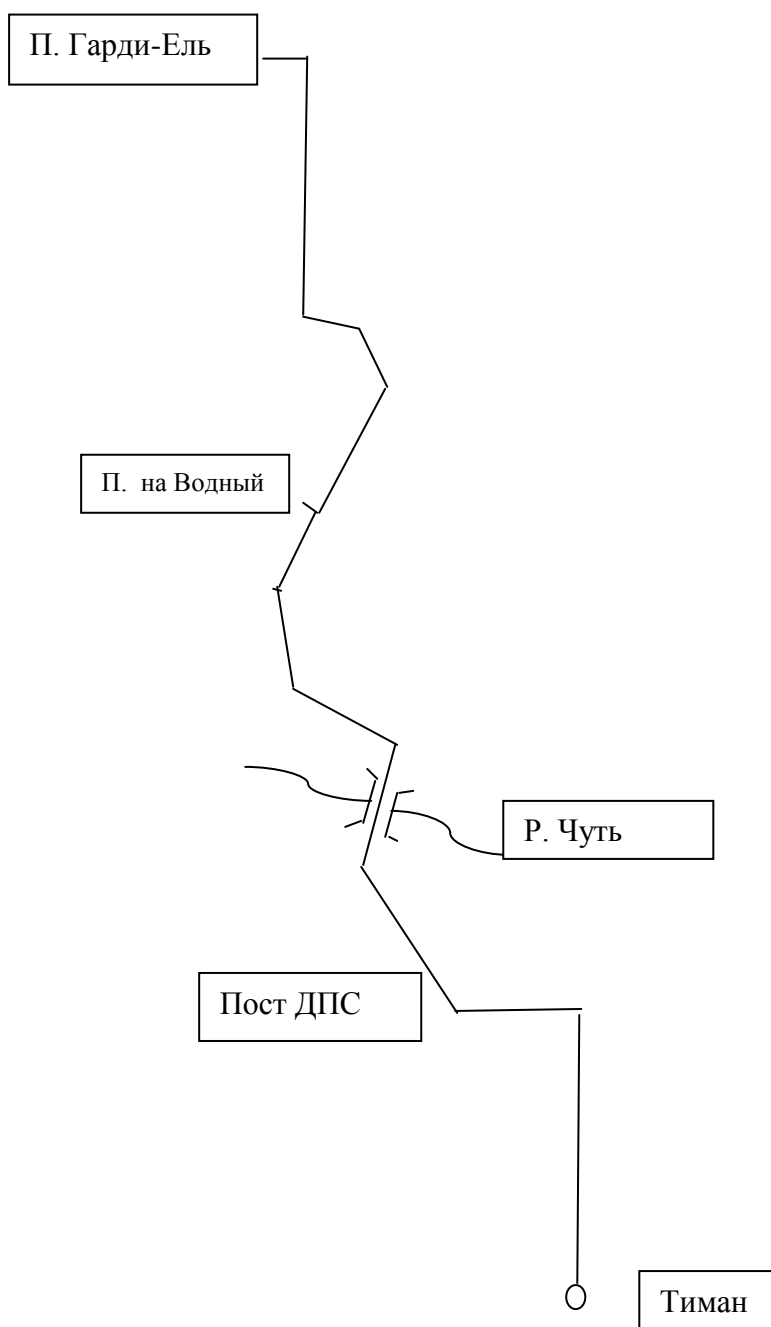 П. Гарди-Ель
П. на Водный
Р. Чуть
Пост ДПС
Тиман